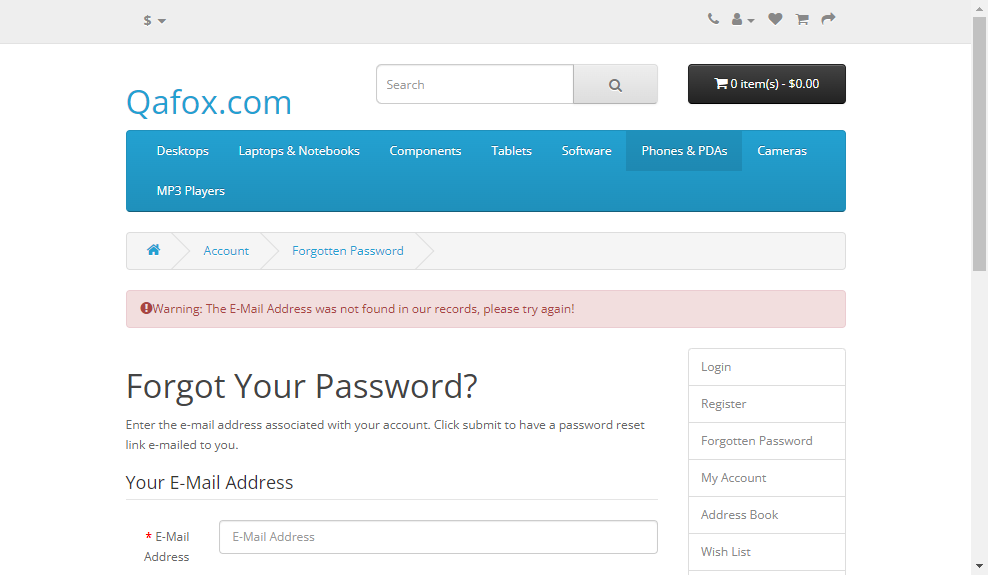 $
Search
0 item(s) - $0.00
Qafox.com
Desktops
Laptops & Notebooks
Components
Tablets
Software
Phones & PDAs
Cameras
MP3 Players
Account
Forgotten Password
Warning: The E-Mail Address was not found in our records, please try again!
Forgot Your Password?
Enter the e-mail address associated with your account. Click submit to have a password reset
link e-mailed to you.
Your E-Mail Address
* E-Mail
Address
E-Mail Address
Login
Register
Forgotten Password
My Account
Address Book
Wish List